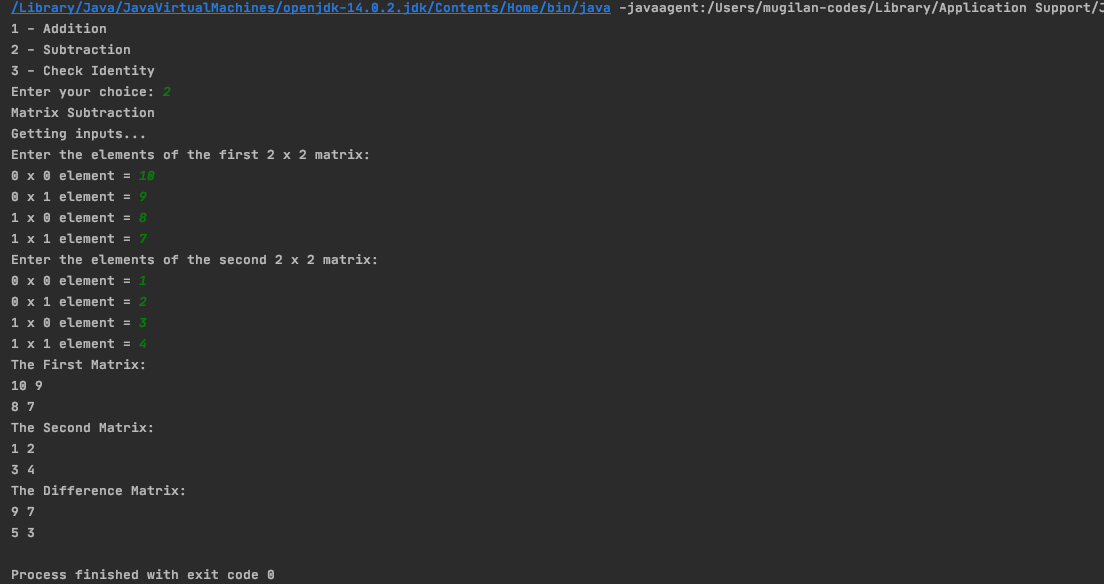 /Library/Java/JavaVirtualMachines/openjdk-14.0.2.jdk/Contents/Home/bin/java -javaagent:/Users/mugilan-codes/Library/Application Support/J
1 - Addition
2 - Subtraction
3 - Check Identity
Enter your choice: 2
Matrix Subtraction
Getting inputs...
Enter the elements of the first 2 x 2 matrix:
0 x 0 element = 10
0 x 1 element = 9
1 x 0 element = 8
1 x 1 element = 7
Enter the elements of the second 2 x 2 matrix:
0 x 0 element = 1
0 x 1 element = 2
1 x 0 element = 3
1 x 1 element = 4
The First Matrix:
10 9
8 7
The Second Matrix:
1 2
3 4
The Difference Matrix:
9 7
5 3
Process finished with exit code 0